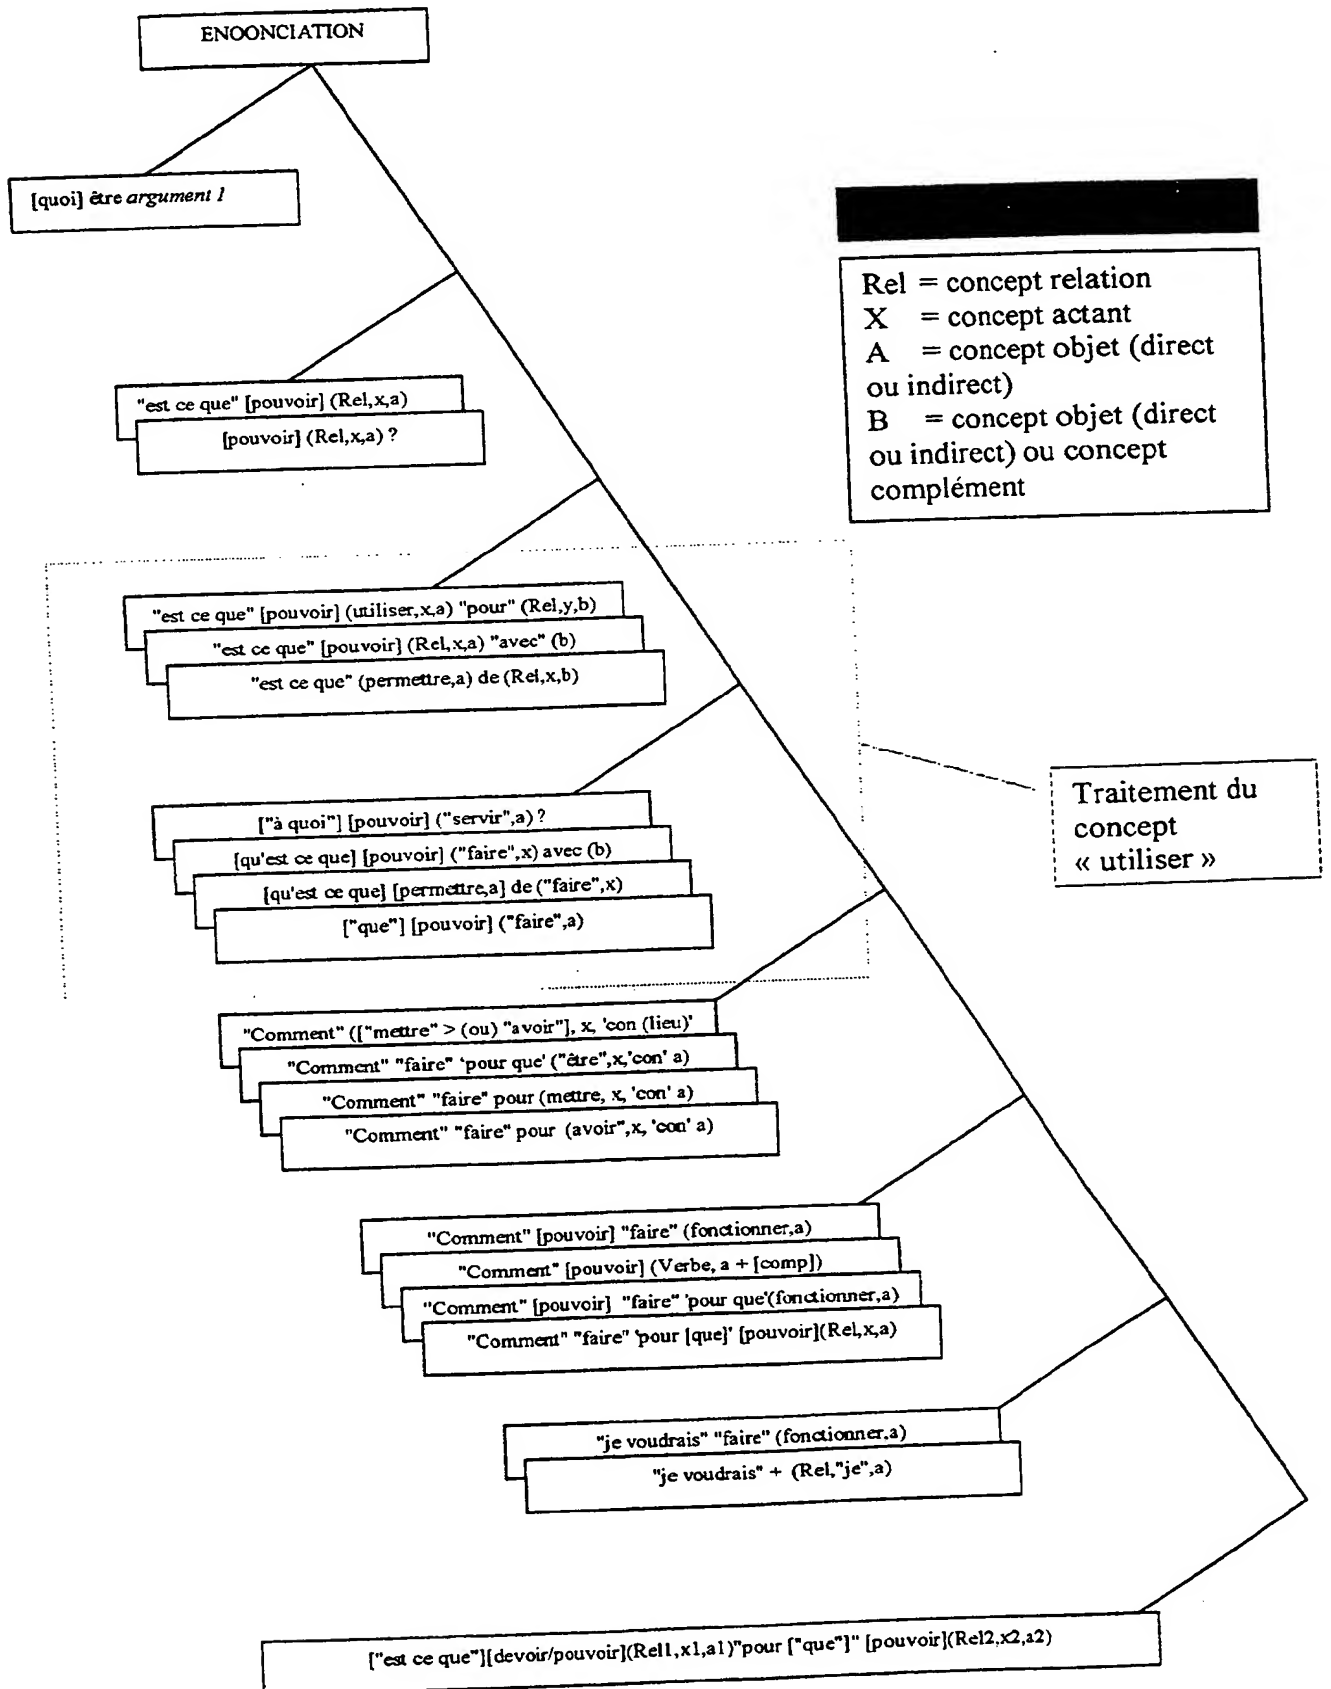 ENOONCIATION
[quoi] être argument 1
Rel = concept relation
X = concept actant
A = concept objet (direct
ou indirect)
B = concept objet (direct
ou indirect) ou concept
complément
"est ce que" [pouvoir] (Rel,x,a)
[pouvoir] (Rel,x,a) ?
"est ce que" [pouvoir] (utiliser,x,a) "pour" (Rel,y,b)
"est ce que" [pouvoir] (Rel,x,a) "avec" (b)
"est ce que" (permettre,a) de (Rel,x,b)
Traitement du
concept
« utiliser »
["à quoi"] [pouvoir] ("servir",a) ?
[qu'est ce que] [pouvoir] ("faire",x) avec (b)
[qu'est ce que] [permettre,a] de ("faire",x)
["que"] [pouvoir] ("faire",a)
"Comment" (["mettre" > (ou) "avoir"], x, 'con (lieu)'
"Comment" "faire" 'pour que' ("être",x,'con' a)
"Comment" "faire" pour (mettre, x, 'con' a)
"Comment" "faire" pour (avoir",x, 'con' a)
"Comment" [pouvoir] "faire" (fonctionner,a)
"Comment" [pouvoir] (Verbe, a + [comp])
"Comment" [pouvoir] "faire" 'pour que'(fonctionner,a)
"Comment" "faire" 'pour [que]' [pouvoir](Rel,x,a)
"je voudrais" "faire" (fonctionner,a)
"je voudrais" + (Rel,"je",a)
["est ce que"][devoir/pouvoir](Rel1,x1,a1)"pour ["que"]" [pouvoir](Rel2,x2,a2)